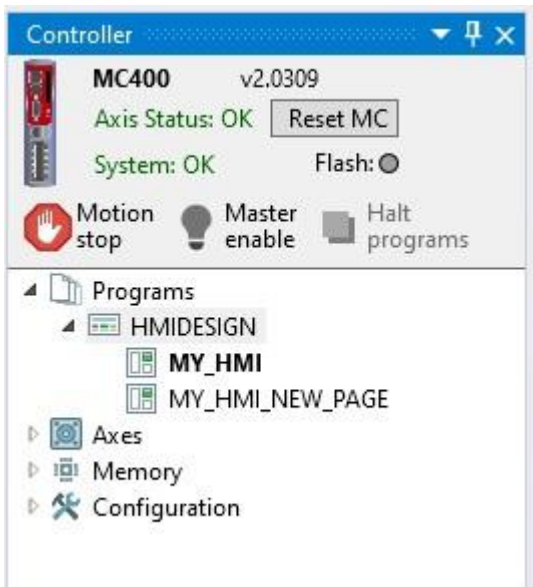 Controller
MC400 v2.0309
Axis Status: OK Reset MC
System: OK Flash:
Motion stop Master enable Halt programs
Programs
HMIDESIGN
MY_HMI
MY_HMI_NEW_PAGE
Axes
Memory
Configuration